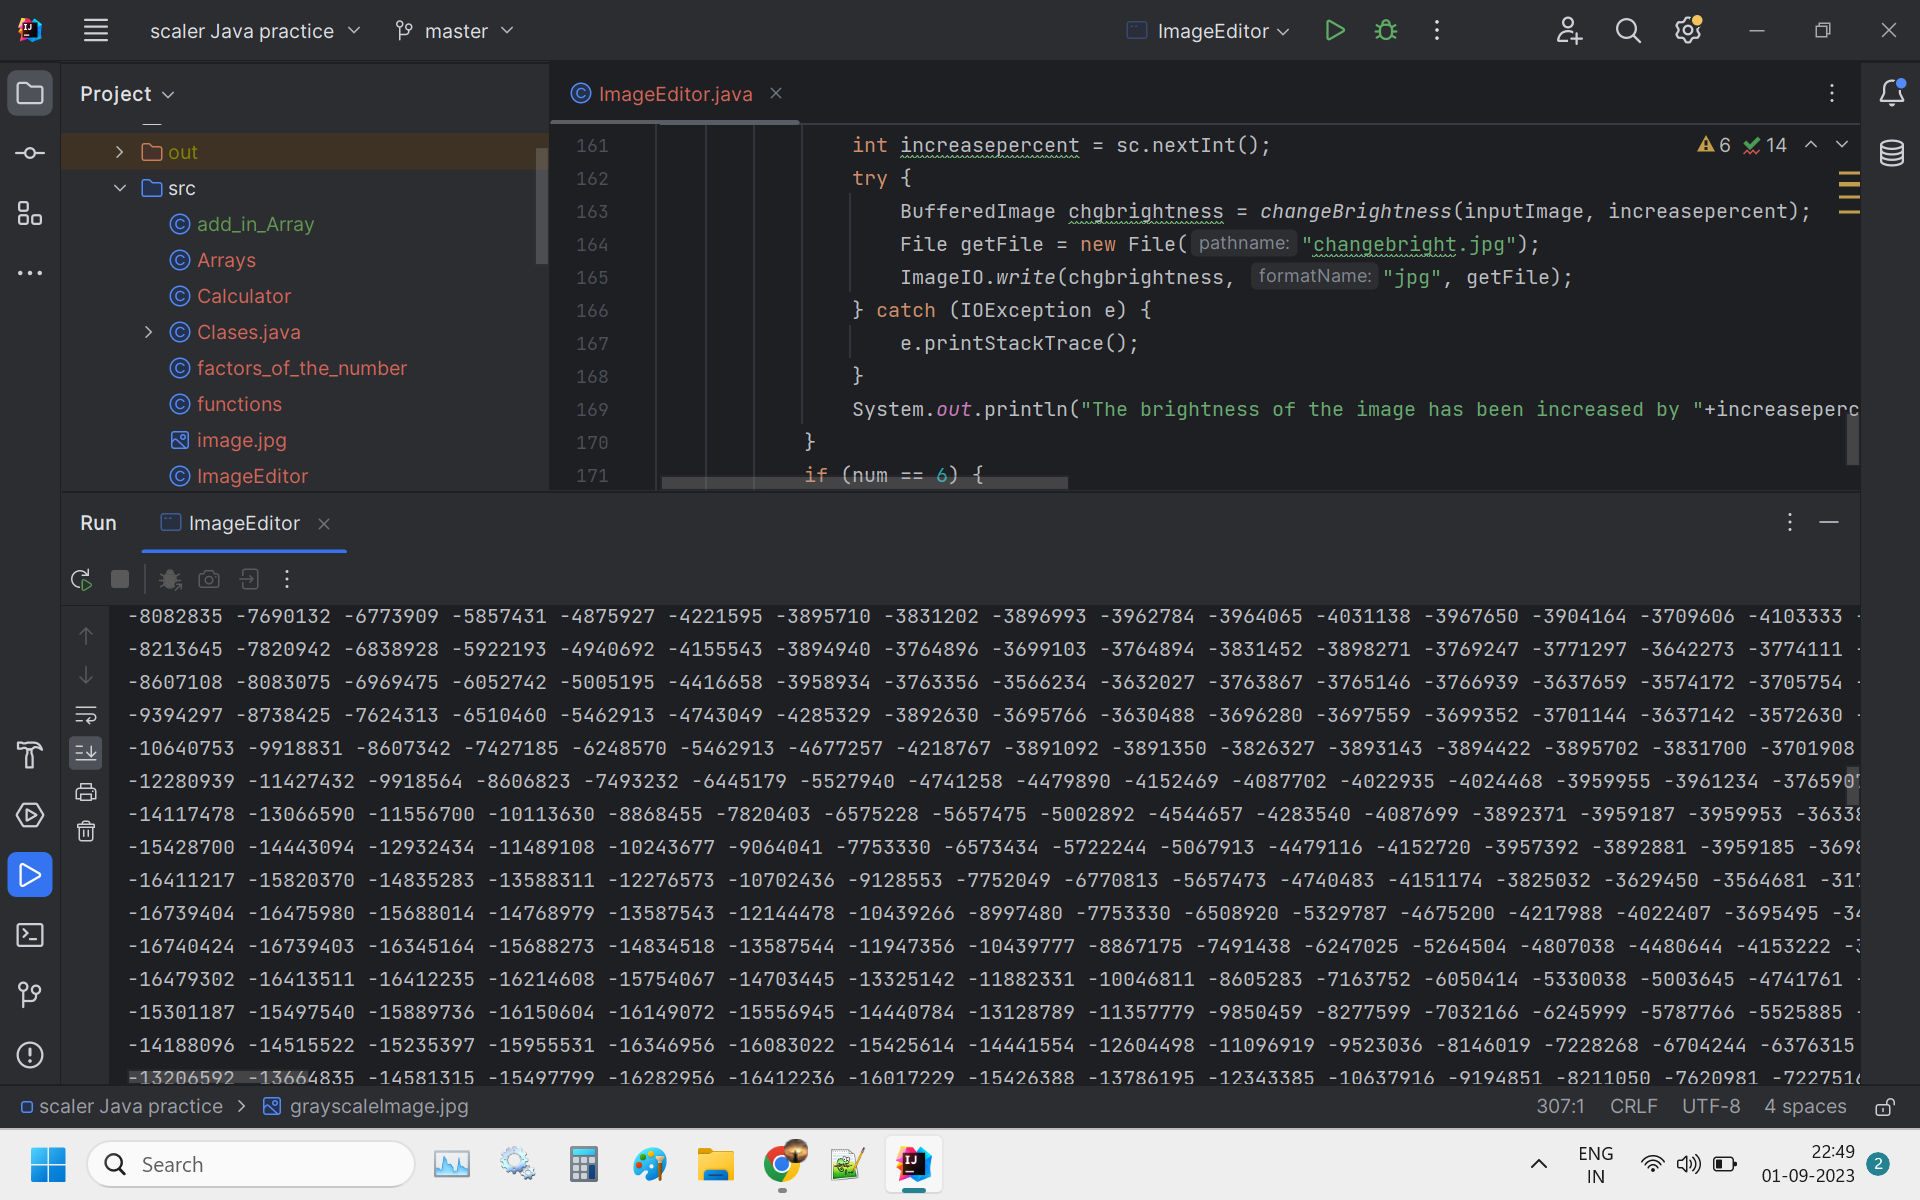 scaler Java practice
master
ImageEditor
Project
ImageEditor.java
out
src
add_in_Array
Arrays
Calculator
Clases.java
factors_of_the_number
functions
image.jpg
ImageEditor
6 14
161 int increasepercent = sc.nextInt();
162 try {
163 BufferedImage chgbrightness = changeBrightness(inputImage, increasepercent);
164 File getFile = new File( pathname: "changebright.jpg");
165 ImageIO.write(chgbrightness, formatName: "jpg", getFile);
166 } catch (IOException e) {
167 e.printStackTrace();
168 }
169 System.out.println("The brightness of the image has been increased by "+increaseperc
170 }
171 if (num == 6) {
Run
ImageEditor
-8082835 -7690132 -6773909 -5857431 -4875927 -4221595 -3895710 -3831202 -3896993 -3962784 -3964065 -4031138 -3967650 -3904164 -3709606 -4103333
-8213645 -7820942 -6838928 -5922193 -4940692 -4155543 -3894940 -3764896 -3699103 -3764894 -3831452 -3898271 -3769247 -3771297 -3642273 -3774111 -
-8607108 -8083075 -6969475 -6052742 -5005195 -4416658 -3958934 -3763356 -3566234 -3632027 -3763867 -3765146 -3766939 -3637659 -3574172 -3705754 -
-9394297 -8738425 -7624313 -6510460 -5462913 -4743049 -4285329 -3892630 -3695766 -3630488 -3696280 -3697559 -3699352 -3701144 -3637142 -3572630 -
-10640753 -9918831 -8607342 -7427185 -6248570 -5462913 -4677257 -4218767 -3891092 -3891350 -3826327 -3893143 -3894422 -3895702 -3831700 -3701908
-12280939 -11427432 -9918564 -8606823 -7493232 -6445179 -5527940 -4741258 -4479890 -4152469 -4087702 -4022935 -4024468 -3959955 -3961234 -376590
-14117478 -13066590 -11556700 -10113630 -8868455 -7820403 -6575228 -5657475 -5002892 -4544657 -4283540 -4087699 -3892371 -3959187 -3959953 -3633
-15428700 -14443094 -12932434 -11489108 -10243677 -9064041 -7753330 -6573434 -5722244 -5067913 -4479116 -4152720 -3957392 -3892881 -3959185 -369
-16411217 -15820370 -14835283 -13588311 -12276573 -10702436 -9128553 -7752049 -6770813 -5657473 -4740483 -4151174 -3825032 -3629450 -3564681 -31
-16739404 -16475980 -15688014 -14768979 -13587543 -12144478 -10439266 -8997480 -7753330 -6508920 -5329787 -4675200 -4217988 -4022407 -3695495 -3
-16740424 -16739403 -16345164 -15688273 -14834518 -13587544 -11947356 -10439777 -8867175 -7491438 -6247025 -5264504 -4807038 -4480644 -4153222 -
-16479302 -16413511 -16412235 -16214608 -15754067 -14703445 -13325142 -11882331 -10046811 -8605283 -7163752 -6050414 -5330038 -5003645 -4741761 -
-15301187 -15497540 -15889736 -16150604 -16149072 -15556945 -14440784 -13128789 -11357779 -9850459 -8277599 -7032166 -6245999 -5787766 -5525885 -
-14188096 -14515522 -15235397 -15955531 -16346956 -16083022 -15425614 -14441554 -12604498 -11096919 -9523036 -8146019 -7228268 -6704244 -6376315
-13206592 -13664835 -14581315 -15497799 -16282956 -16412236 -16017229 -15426388 -13786195 -12343385 -10637916 -9194851 -8211050 -7620981 -722751
scaler Java practice > grayscaleImage.jpg
307:1 CRLF UTF-8 4 spaces
Search
ENG
IN
22:49
01-09-2023
2